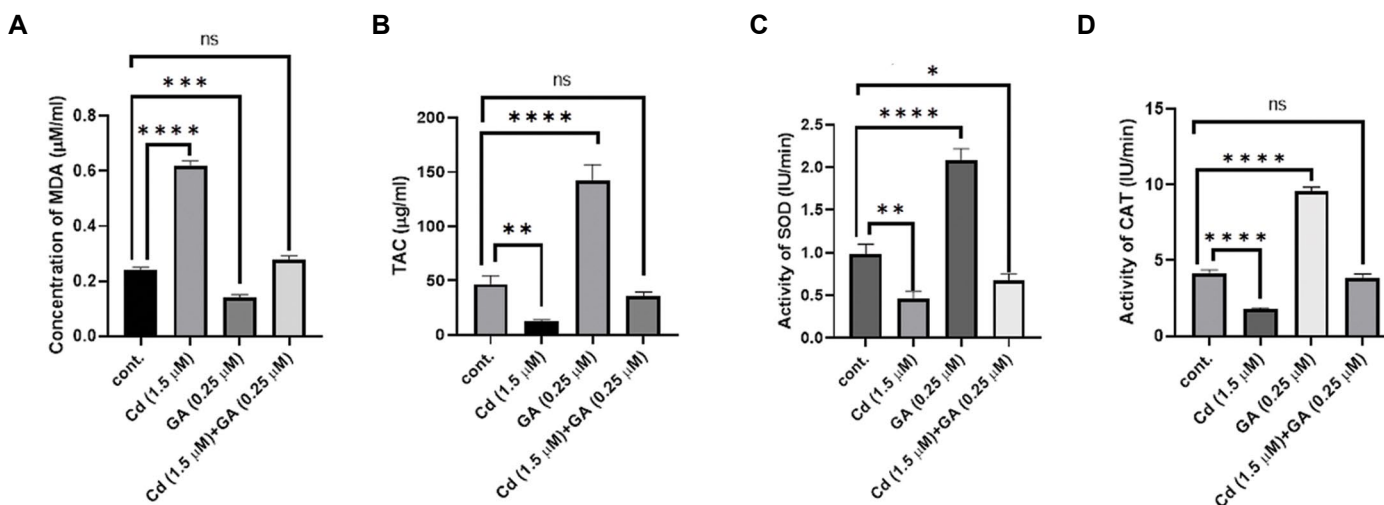 A
ns
***
****
Concentration of MDA (µM/ml)
0.8
0.6
0.4
0.2
0.0
cont.
Cd (1.5 µM)
GA (0.25 µM)
Cd (1.5 µM)+GA (0.25 µM)
B
ns
****
**
TAC (µg/ml)
200
150
100
50
0
cont.
Cd (1.5 µM)
GA (0.25 µM)
Cd (1.5 µM)+GA (0.25 µM)
C
*
****
**
Activity of SOD (IU/min)
2.5
2.0
1.5
1.0
0.5
0.0
cont.
Cd (1.5 µM)
GA (0.25 µM)
Cd (1.5 µM)+GA (0.25 µM)
D
ns
****
****
Activity of CAT (IU/min)
15
10
5
0
cont.
Cd (1.5 µM)
GA (0.25 µM)
Cd (1.5 µM)+GA (0.25 µM)